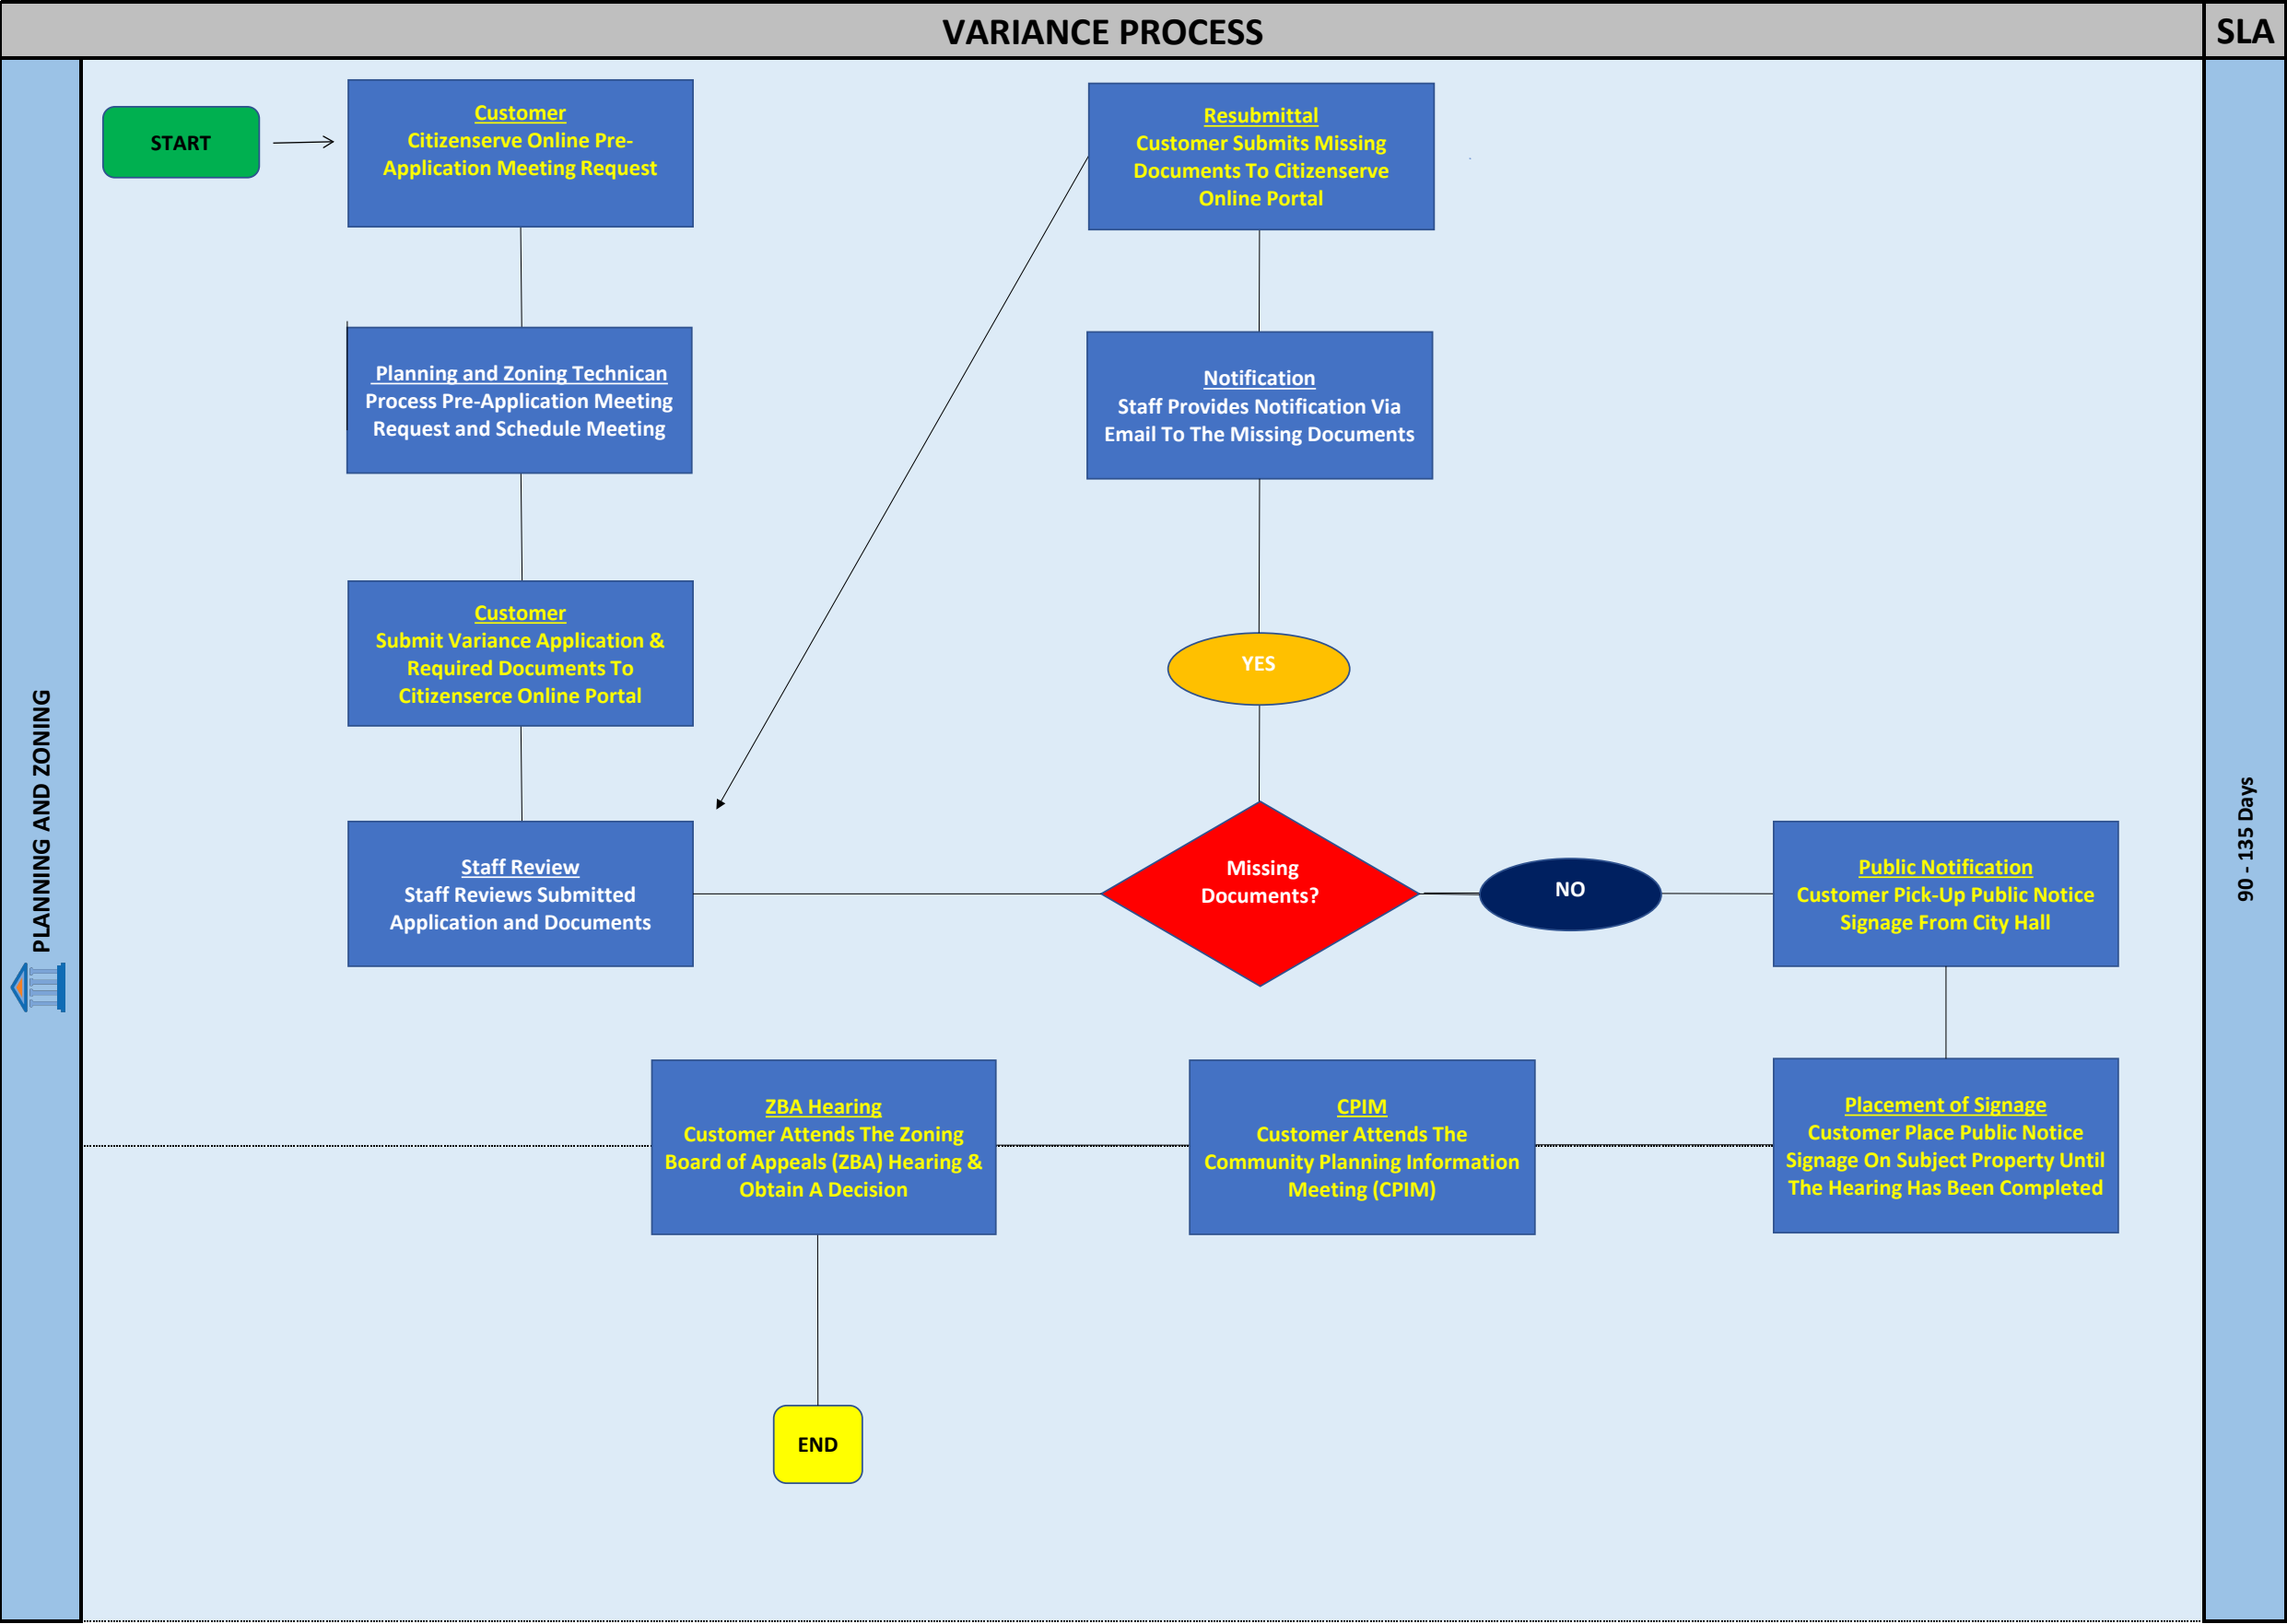 VARIANCE PROCESS
SLA
START
Customer
Citizenserve Online Pre-
Application Meeting Request
Resubmittal
Customer Submits Missing
Documents To Citizenserve
Online Portal
Planning and Zoning Technican
Process Pre-Application Meeting
Request and Schedule Meeting
Notification
Staff Provides Notification Via
Email To The Missing Documents
Customer
Submit Variance Application &
Required Documents To
Citizenserce Online Portal
YES
PLANNING AND ZONING
Staff Review
Staff Reviews Submitted
Application and Documents
Missing
Documents?
NO
Public Notification
Customer Pick-Up Public Notice
Signage From City Hall
90 - 135 Days
ZBA Hearing
Customer Attends The Zoning
Board of Appeals (ZBA) Hearing &
Obtain A Decision
CPIM
Customer Attends The
Community Planning Information
Meeting (CPIM)
Placement of Signage
Customer Place Public Notice
Signage On Subject Property Until
The Hearing Has Been Completed
END